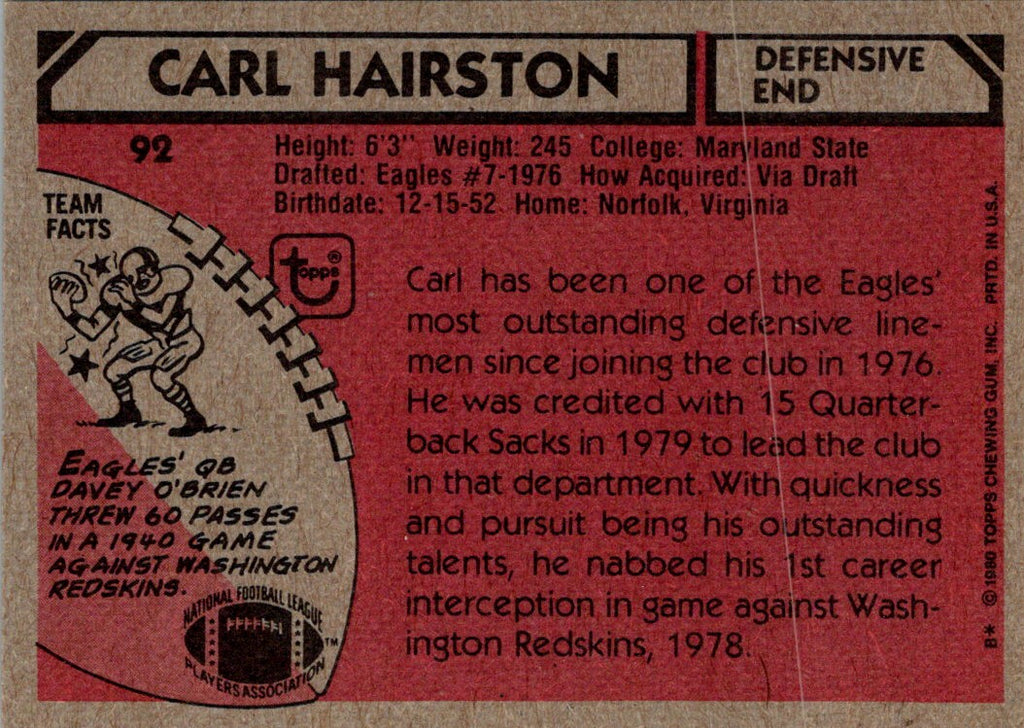 CARL HAIRSTON
DEFENSIVE
END
92
Height: 6'3" Weight: 245 College: Maryland State
Drafted: Eagles #7-1976 How Acquired: Via Draft
Birthdate: 12-15-52 Home: Norfolk, Virginia
TEAM
FACTS
topps®
Carl has been one of the Eagles'
most outstanding defensive line-
men since joining the club in 1976.
He was credited with 15 Quarter-
back Sacks in 1979 to lead the club
in that department. With quickness
and pursuit being his outstanding
talents, he nabbed his 1st career
interception in game against Wash-
ington Redskins, 1978.
EAGLES' QB
DAVEY O'BRIEN
THREW 60 PASSES
IN A 1940 GAME
AGAINST WASHINGTON
REDSKINS.
NATIONAL FOOTBALL LEAGUE
PLAYERS ASSOCIATION
TM
B* © 1980 TOPPS CHEWING GUM, INC. PRTD. IN U.S.A.